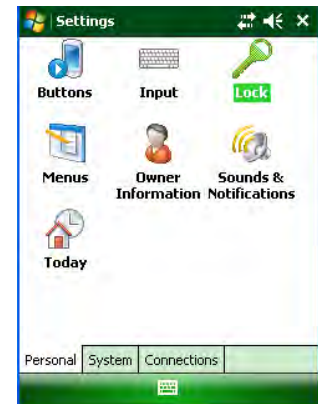 Settings
Buttons
Input
Lock
Menus
Owner
Information
Sounds &
Notifications
Today
Personal
System
Connections